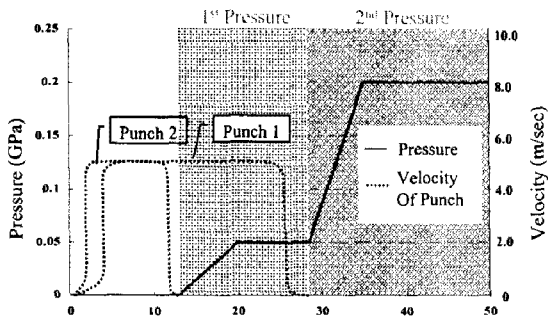 1st Pressure 2nd Pressure
0.25 10.0
0.2 8.0
0.15 6.0
0.1 4.0
0.05 2.0
0 0
Pressure (GPa)
Velocity (m/sec)
Punch 2 Punch 1
Pressure
Velocity
Of Punch
0 10 20 30 40 50